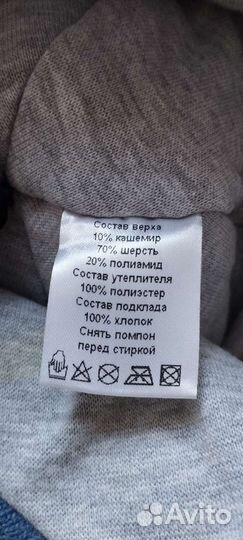 Состав верха
10% кашемир
70% шерсть
20% полиамид
Состав утеплителя
100% полиэстер
Состав подклада
100% хлопок
Снять помпон
перед стиркой
Avito